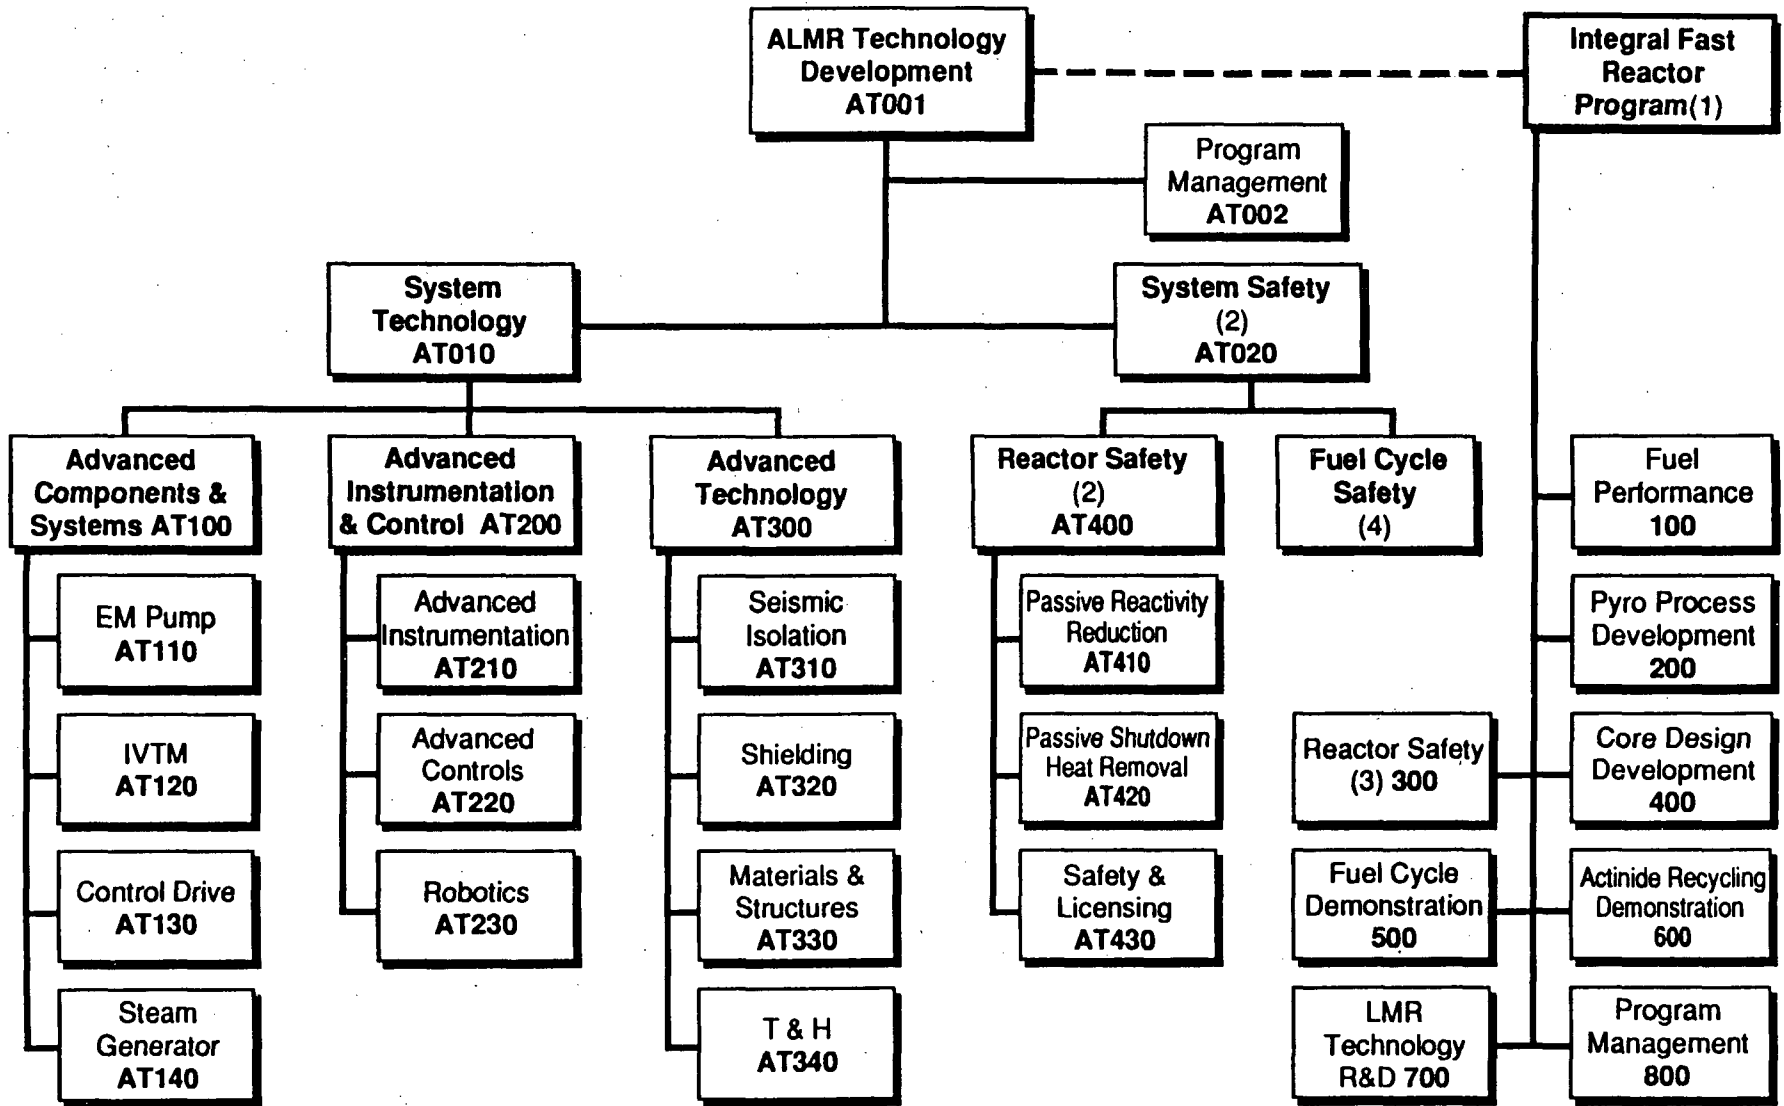 ALMR Technology
Development
AT001
Integral Fast
Reactor
Program(1)
Program
Management
AT002
System
Technology
AT010
System Safety
(2)
AT020
Advanced
Components &
Systems AT100
Advanced
Instrumentation
& Control AT200
Advanced
Technology
AT300
Reactor Safety
(2)
AT400
Fuel Cycle
Safety
(4)
Fuel
Performance
100
EM Pump
AT110
Advanced
Instrumentation
AT210
Seismic
Isolation
AT310
Passive Reactivity
Reduction
AT410
Pyro Process
Development
200
IVTM
AT120
Advanced
Controls
AT220
Shielding
AT320
Passive Shutdown
Heat Removal
AT420
Reactor Safety
(3) 300
Core Design
Development
400
Control Drive
AT130
Robotics
AT230
Materials &
Structures
AT330
Safety &
Licensing
AT430
Fuel Cycle
Demonstration
500
Actinide Recycling
Demonstration
600
Steam
Generator
AT140
T & H
AT340
LMR
Technology
R&D 700
Program
Management
800